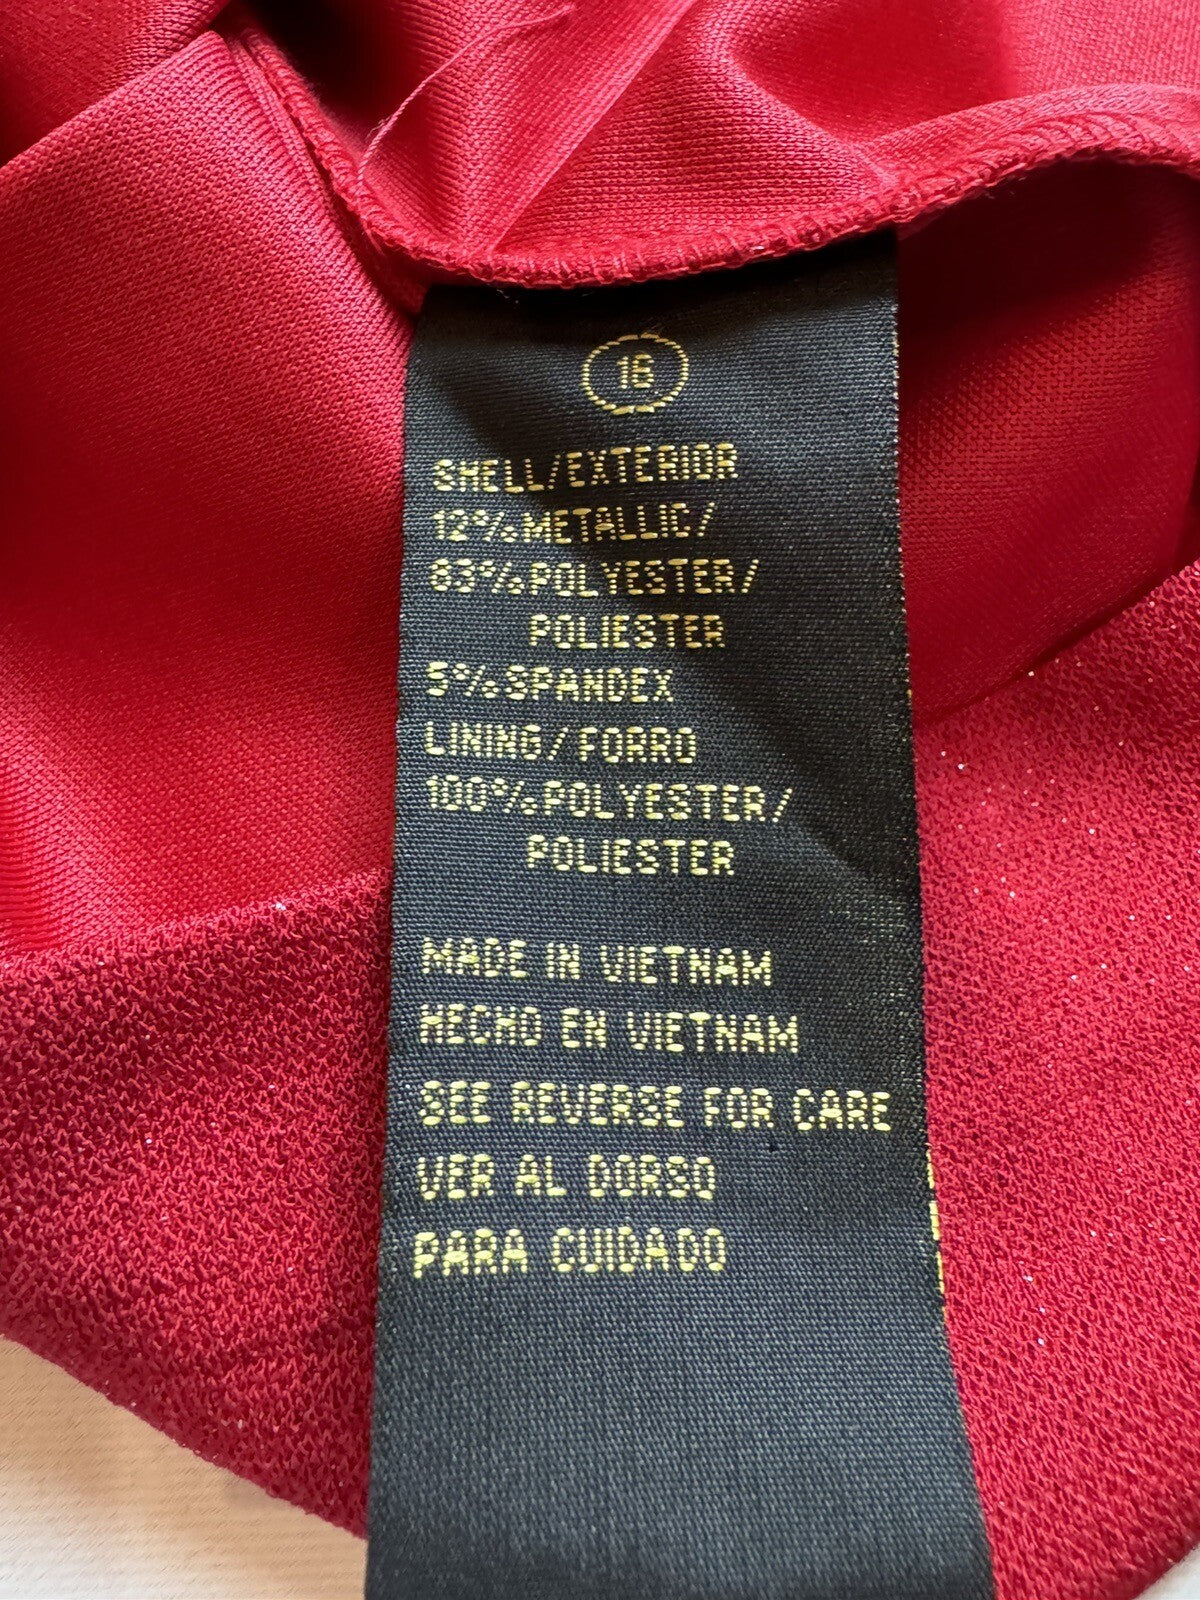 16
SHELL/EXTERIOR
12%METALLIC/
83%POLYESTER/
POLIESTER
5%SPANDEX
LINING/FORRO
100%POLYESTER/
POLIESTER
MADE IN VIETNAM
HECHO EN VIETNAM
SEE REVERSE FOR CARE
VER AL DORSO
PARA CUIDADO